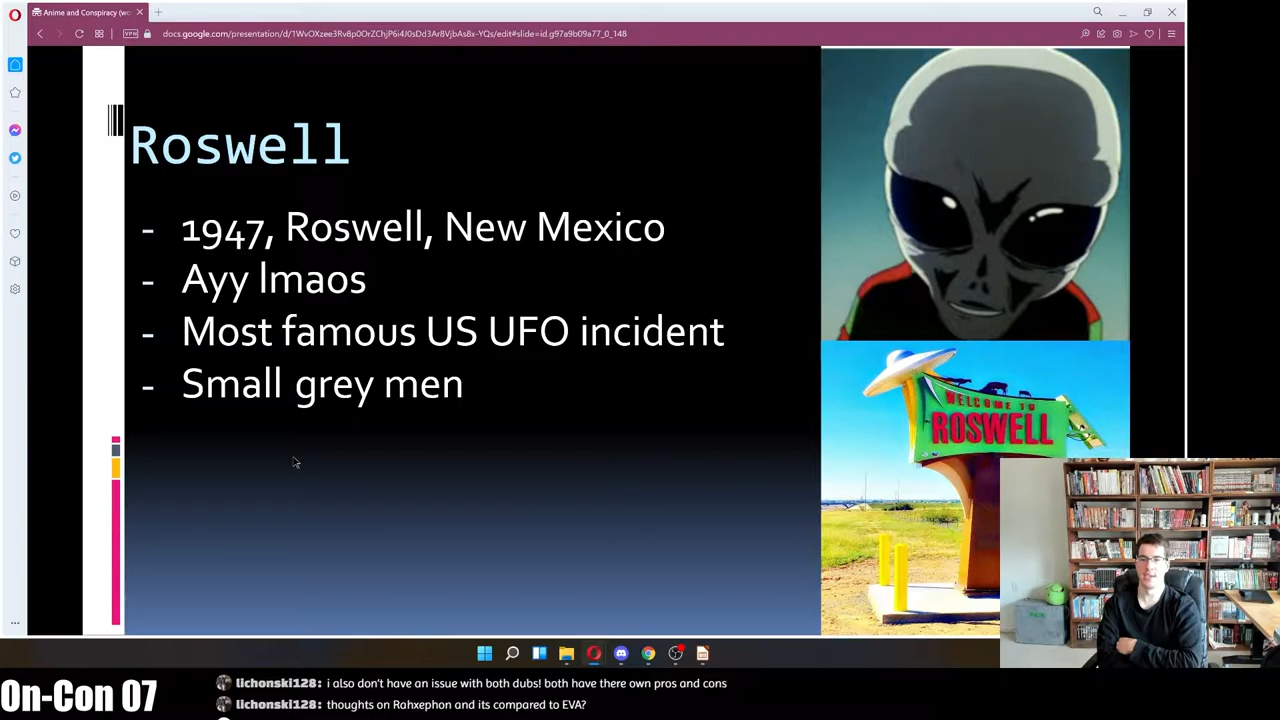 Anime and Conspiracy (wo
VPN
docs.google.com/presentation/d/1WvOXzee3Rv8p0OrZChjP6i4J0sDd3Ar8VjbAs8x-YQs/edit#slide=id.g97a9b09a77_0_148
Roswell
- 1947, Roswell, New Mexico
- Ayy lmaos
- Most famous US UFO incident
- Small grey men
WELCOME TO
ROSWELL
On-Con 07
lichonski128: i also don't have an issue with both dubs! both have there own pros and cons
lichonski128: thoughts on Rahxephon and its compared to EVA?